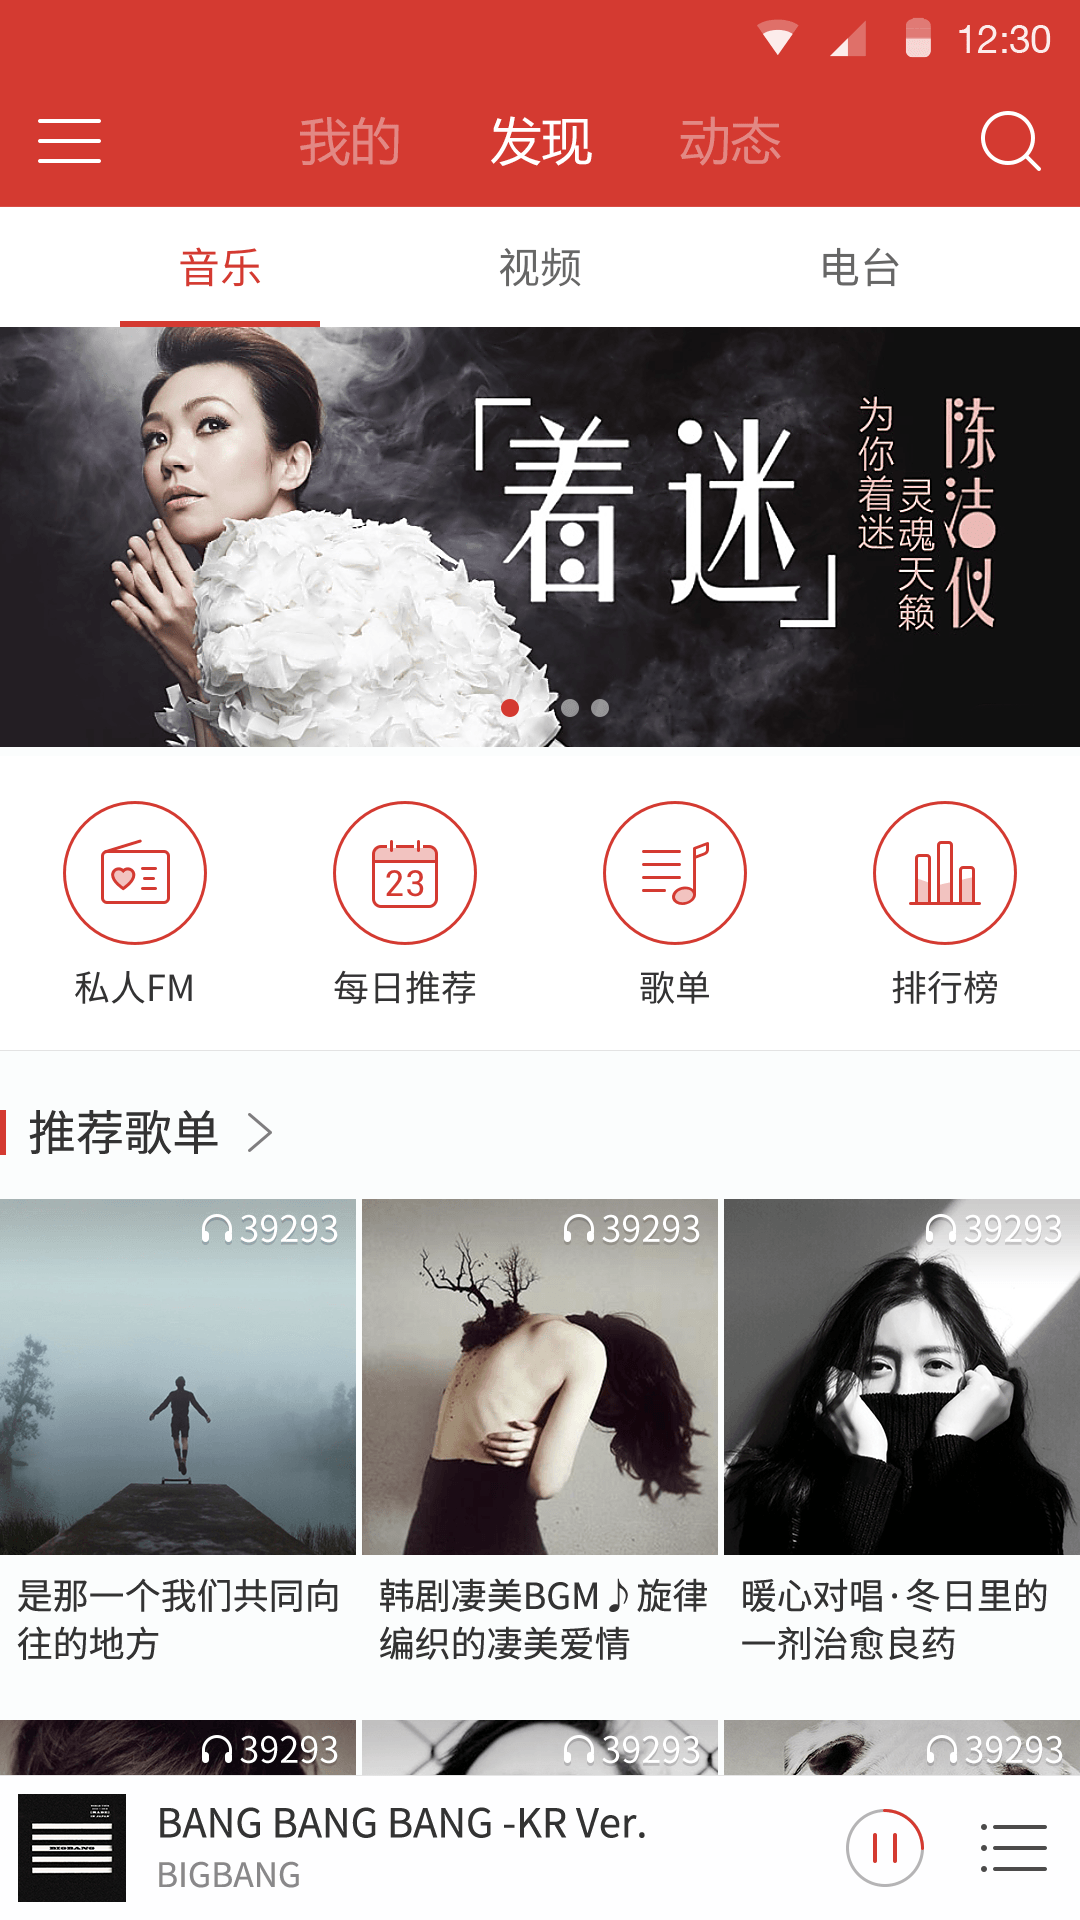 12:30
我的 发现 动态
音乐 视频 电台
「着迷」
为你着迷
灵魂天籁
陈洁仪
23
私人FM 每日推荐 歌单 排行榜
推荐歌单
39293 39293 39293
是那一个我们共同向
往的地方
韩剧凄美BGM♪旋律
编织的凄美爱情
暖心对唱·冬日里的
一剂治愈良药
39293 39293 39293
BANG BANG BANG -KR Ver.
BIGBANG
BIGBANG